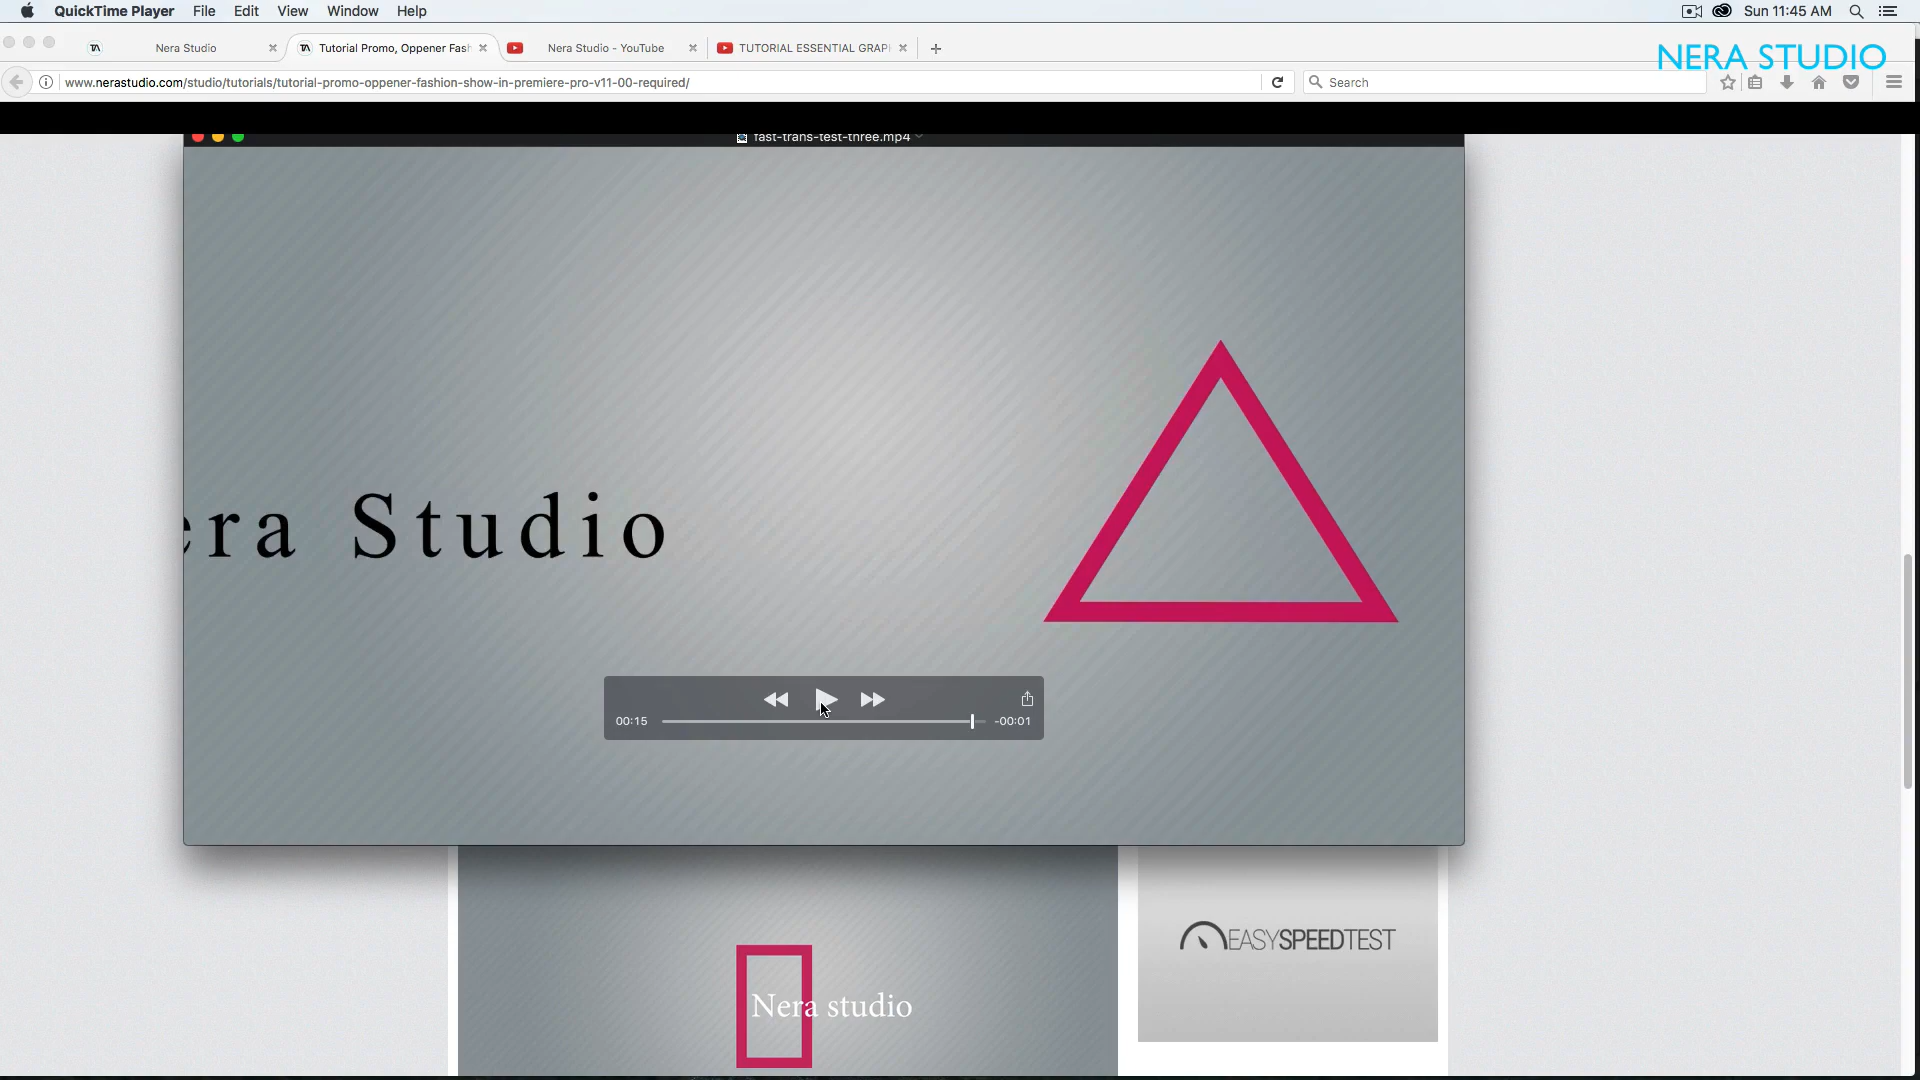 QuickTime Player File Edit View Window Help Sun 11:45 AM
Nera Studio
Tutorial Promo, Oppener Fash
Nera Studio - YouTube
TUTORIAL ESSENTIAL GRAPH
NERA STUDIO
www.nerastudio.com/studio/tutorials/tutorial-promo-oppener-fashion-show-in-premiere-pro-v11-00-required/
Search
fast-trans-test-three.mp4
era Studio
00:15
-00:01
EASYSPEEDTEST
Nera studio